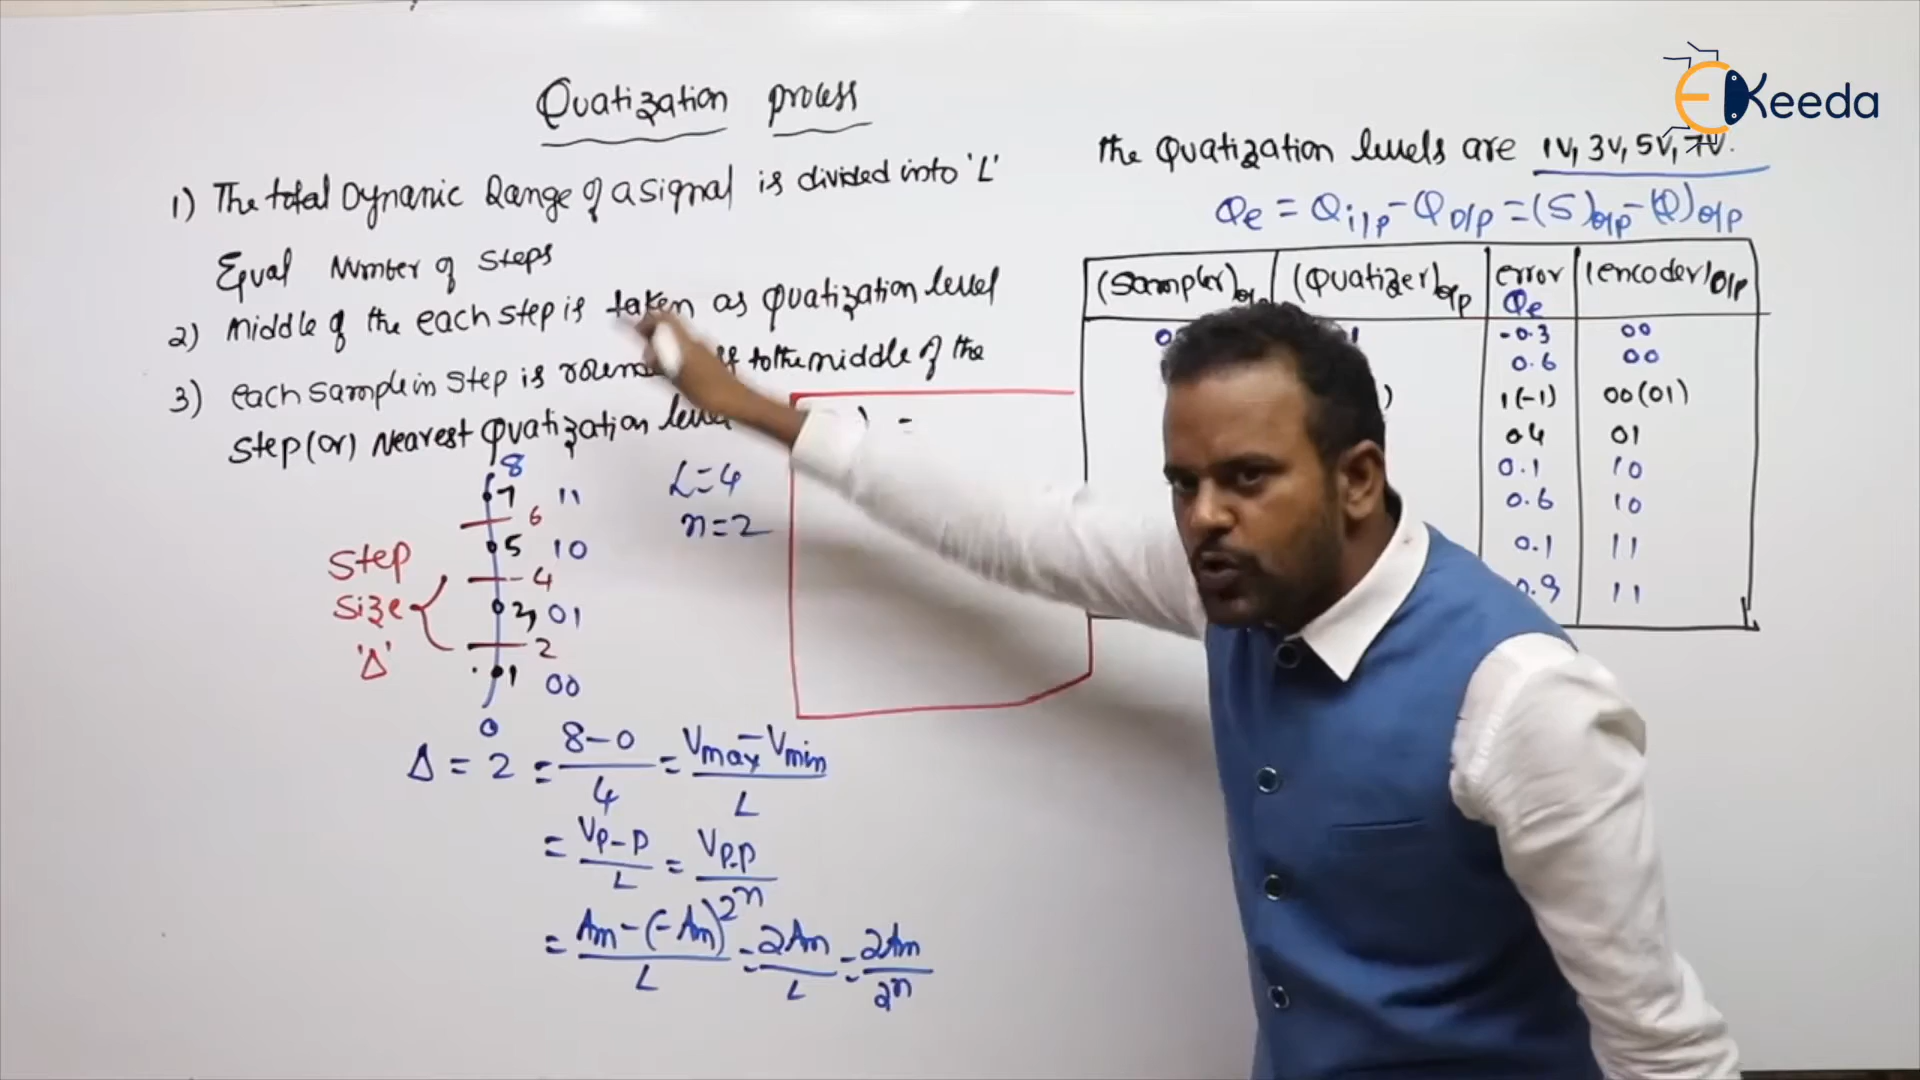 Quatization process
1) The total Dynamic Range of a signal is divided into 'L'
Equal Number of steps
2) Middle of the each step is taken as quatization level
3) each sample in step is to the middle of the
step (or) Nearest Quatization level
8
7 11
6
5 10
4
3 01
2
1 00
0
L=4
n=2
Step
Size
'Δ'
Δ = 2 = 8-0/4 = Vmax-Vmin/L
= Vp-p/L = Vp-p/2^n
= Am-(-Am)/L = 2Am/L = 2Am/2^n
EKeeda
the Quatization levels are 1V, 3V, 5V, 7V.
Qe = Qi/p - Qo/p = (S)o/p - (Q)o/p
(Sampler) (Quatizer)o/p error Qe (encoder)o/p
-0.3 00
0.6 00
1(-1) 00(01)
0.4 01
0.1 10
0.6 10
0.1 11
0.9 11